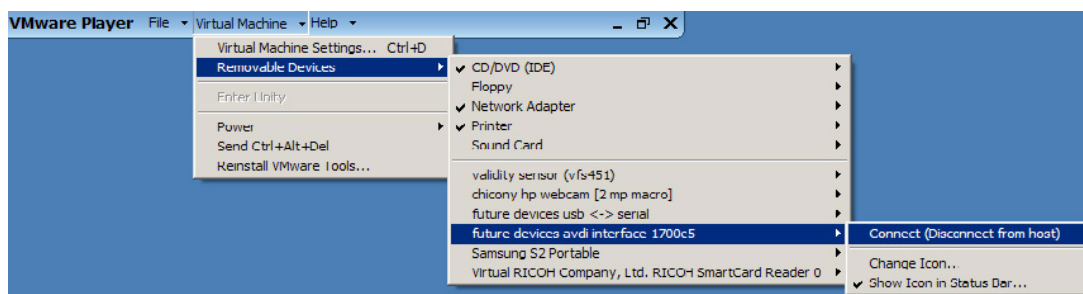 VMware Player File Virtual Machine Help
Virtual Machine Settings... Ctrl+D
Removable Devices
Enter Unity
Power
Send Ctrl+Alt+Del
Reinstall VMware Tools...
CD/DVD (IDE)
Floppy
Network Adapter
Printer
Sound Card
validity sensor (vfs451)
chicony hp webcam [2 mp macro]
future devices usb <-> serial
future devices avdi interface 1700c5
Samsung S2 Portable
Virtual RICOH Company, Ltd. RICOH SmartCard Reader 0
Connect (Disconnect from host)
Change Icon...
Show Icon in Status Bar...